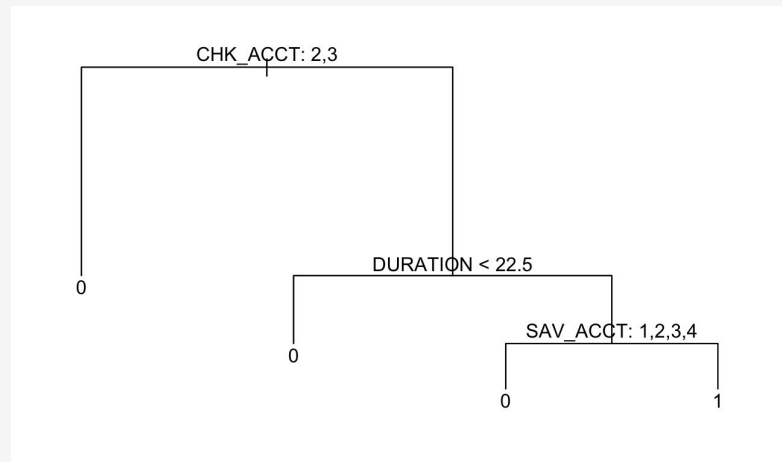 CHK_ACCT: 2,3
DURATION < 22.5
0
SAV_ACCT: 1,2,3,4
0
0
1